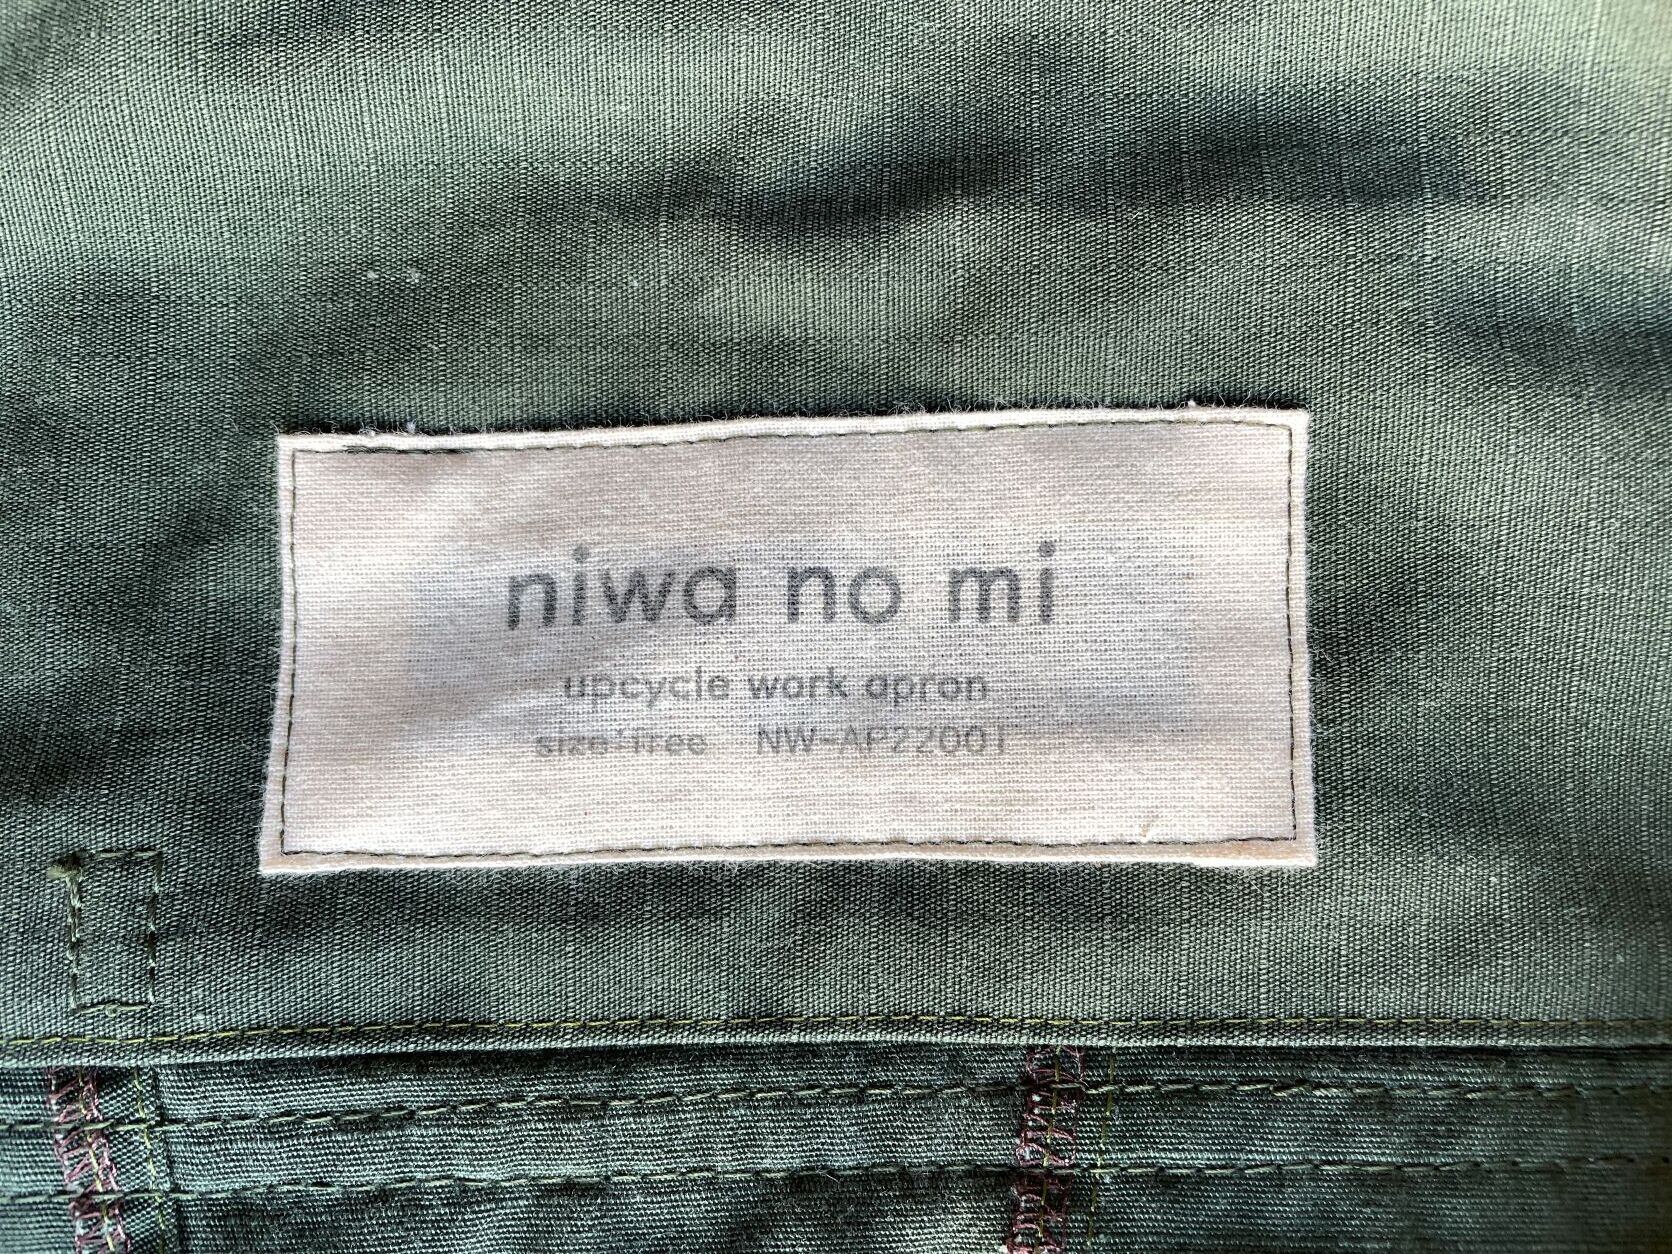 niwa no mi
upcycle work apron
size:free NW-AP22001